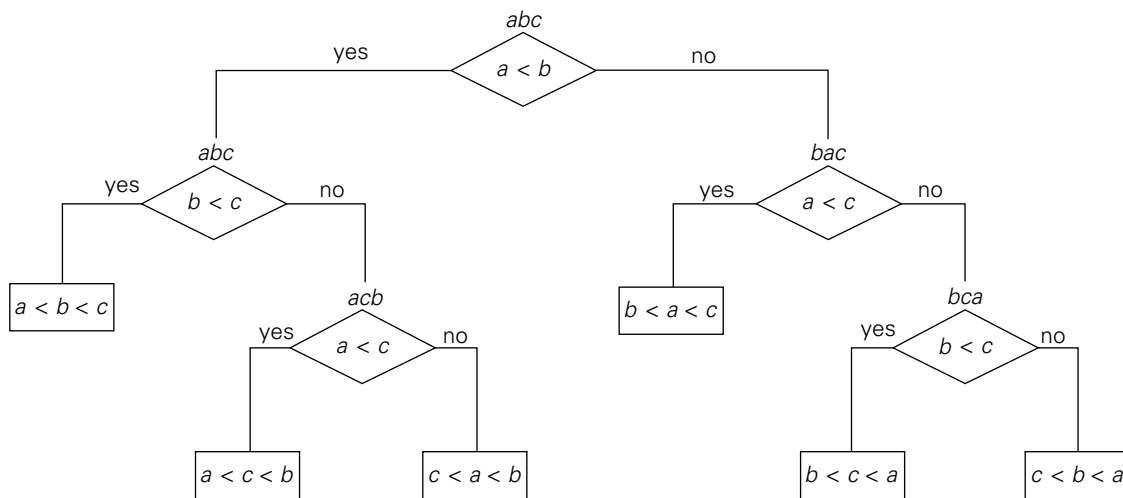 abc
yes
a < b
no
abc
bac
yes
b < c
no
yes
a < c
no
a < b < c
acb
b < a < c
bca
yes
a < c
no
yes
b < c
no
a < c < b
c < a < b
b < c < a
c < b < a